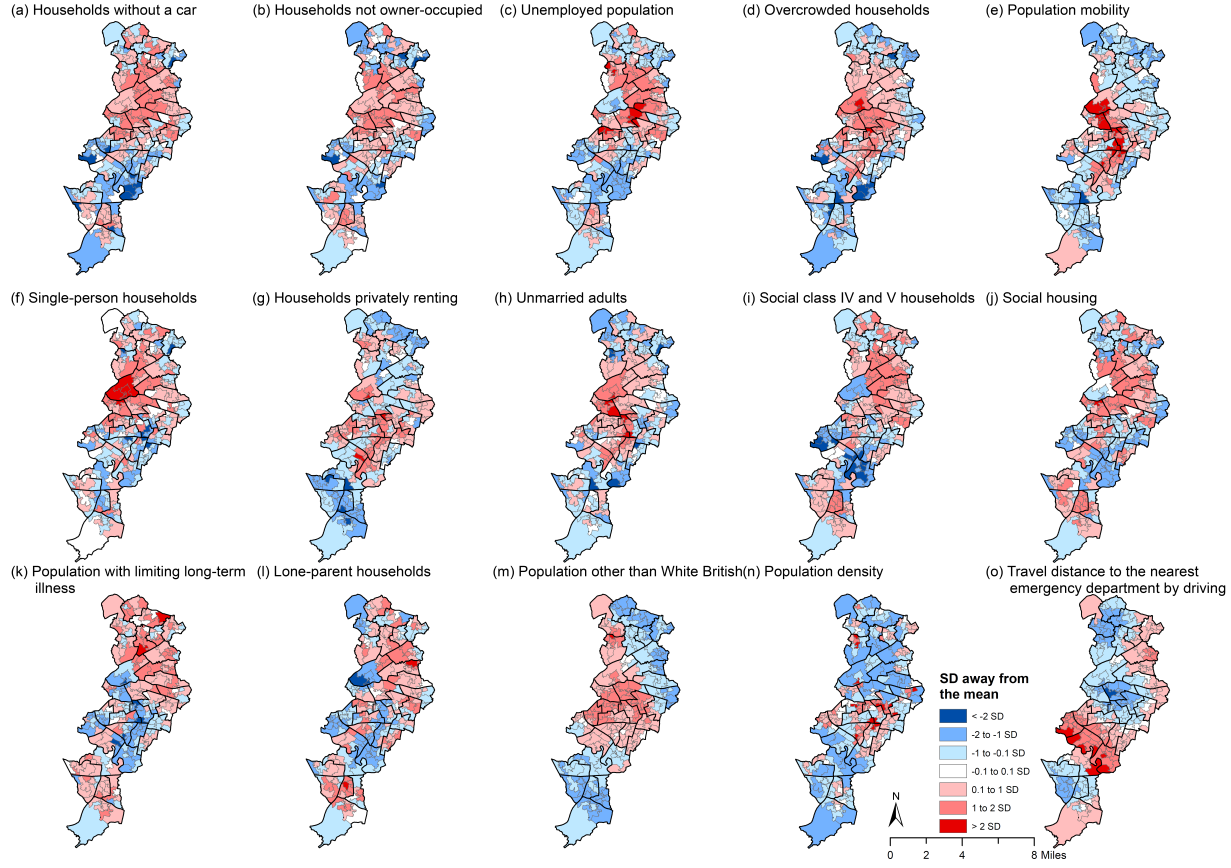 (a) Households without a car
(b) Households not owner-occupied
(c) Unemployed population
(d) Overcrowded households
(e) Population mobility
(f) Single-person households
(g) Households privately renting
(h) Unmarried adults
(i) Social class IV and V households
(j) Social housing
(k) Population with limiting long-term
illness
(l) Lone-parent households
(m) Population other than White British
(n) Population density
(o) Travel distance to the nearest
emergency department by driving
SD away from
the mean
< -2 SD
-2 to -1 SD
-1 to -0.1 SD
-0.1 to 0.1 SD
0.1 to 1 SD
1 to 2 SD
> 2 SD
N
0 2 4 8 Miles